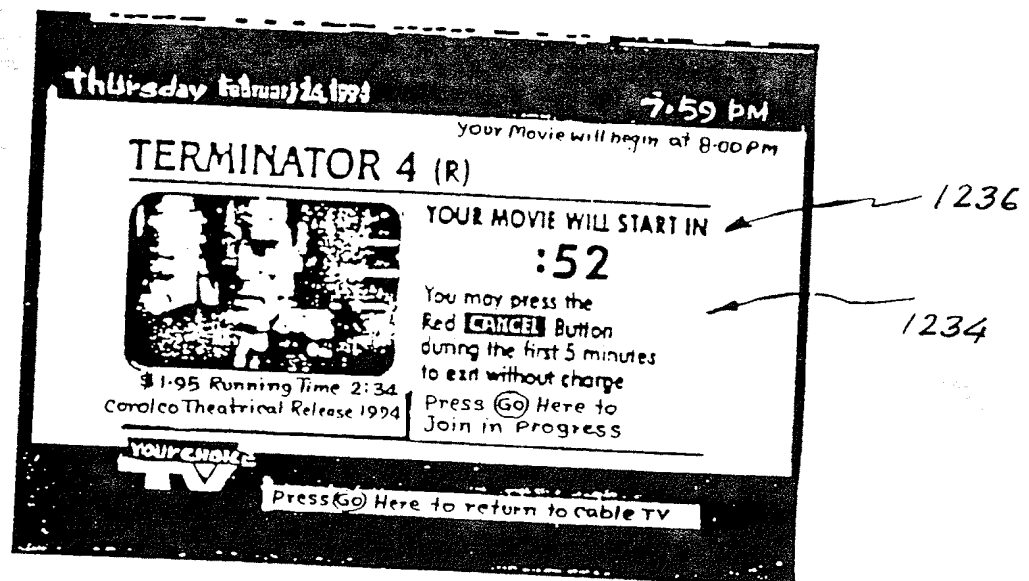 Thursday February 24, 1994
7:59 PM
Your Movie will begin at 8:00 PM
TERMINATOR 4 (R)
YOUR MOVIE WILL START IN
:52
1236
You may press the
Red CANCEL Button
during the first 5 minutes
to exit without charge
1234
$1.95 Running Time 2:34
Corolco Theatrical Release 1994
Press GO Here to
Join in Progress
YOUR CHOICE
TV
Press GO Here to return to cable TV